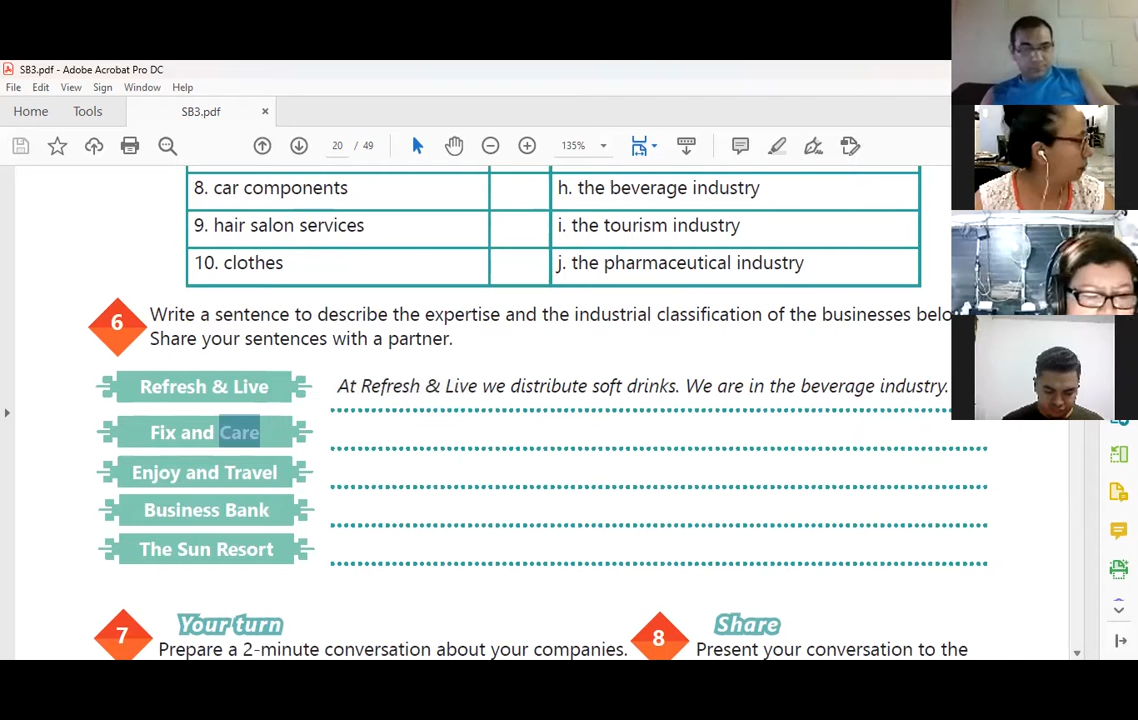 SB3.pdf - Adobe Acrobat Pro DC
File Edit View Sign Window Help
Home Tools SB3.pdf ×
20 / 49 135%
8. car components h. the beverage industry
9. hair salon services i. the tourism industry
10. clothes j. the pharmaceutical industry
6 Write a sentence to describe the expertise and the industrial classification of the businesses belo
Share your sentences with a partner.
Refresh & Live At Refresh & Live we distribute soft drinks. We are in the beverage industry.
Fix and Care
Enjoy and Travel
Business Bank
The Sun Resort
7 Your turn 8 Share
Prepare a 2-minute conversation about your companies. Present your conversation to the